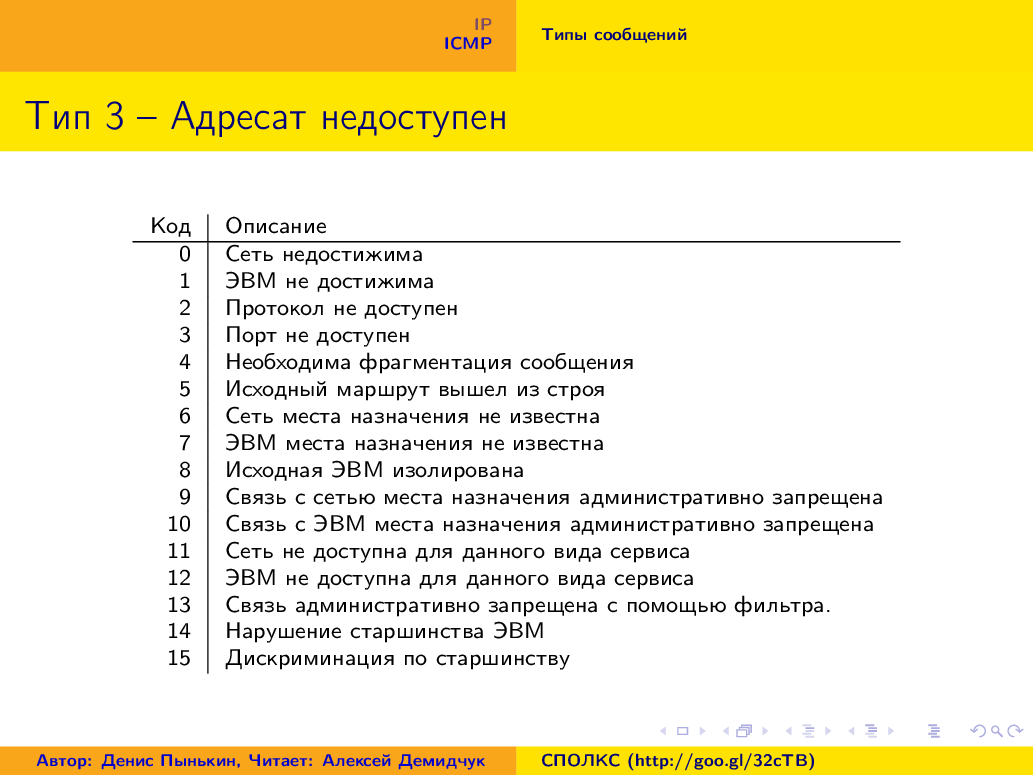 IP
ICMP
Типы сообщений
Тип 3 – Адресат недоступен
Код Описание
0 Сеть недостижима
1 ЭВМ не достижима
2 Протокол не доступен
3 Порт не доступен
4 Необходима фрагментация сообщения
5 Исходный маршрут вышел из строя
6 Сеть места назначения не известна
7 ЭВМ места назначения не известна
8 Исходная ЭВМ изолирована
9 Связь с сетью места назначения административно запрещена
10 Связь с ЭВМ места назначения административно запрещена
11 Сеть не доступна для данного вида сервиса
12 ЭВМ не доступна для данного вида сервиса
13 Связь административно запрещена с помощью фильтра.
14 Нарушение старшинства ЭВМ
15 Дискриминация по старшинству
Автор: Денис Пынькин, Читает: Алексей Демидчук
СПОЛКС (http://goo.gl/32cTB)